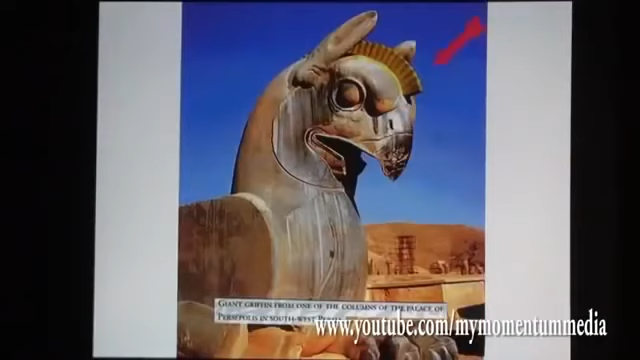 Giant griffin from one of the columns of the palace of
Persepolis in south-west
www.youtube.com/mymomentummedia